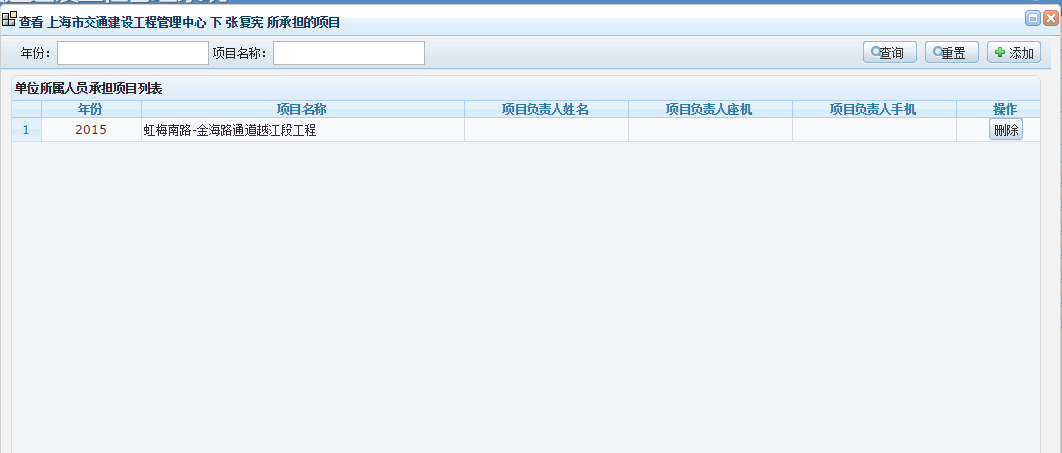 查看 上海市交通建设工程管理中心 下 张复宪 所承担的项目
年份: 项目名称: 查询 重置 添加
单位所属人员承担项目列表
年份 项目名称 项目负责人姓名 项目负责人座机 项目负责人手机 操作
1 2015 虹梅南路-金海路通道越江段工程 删除